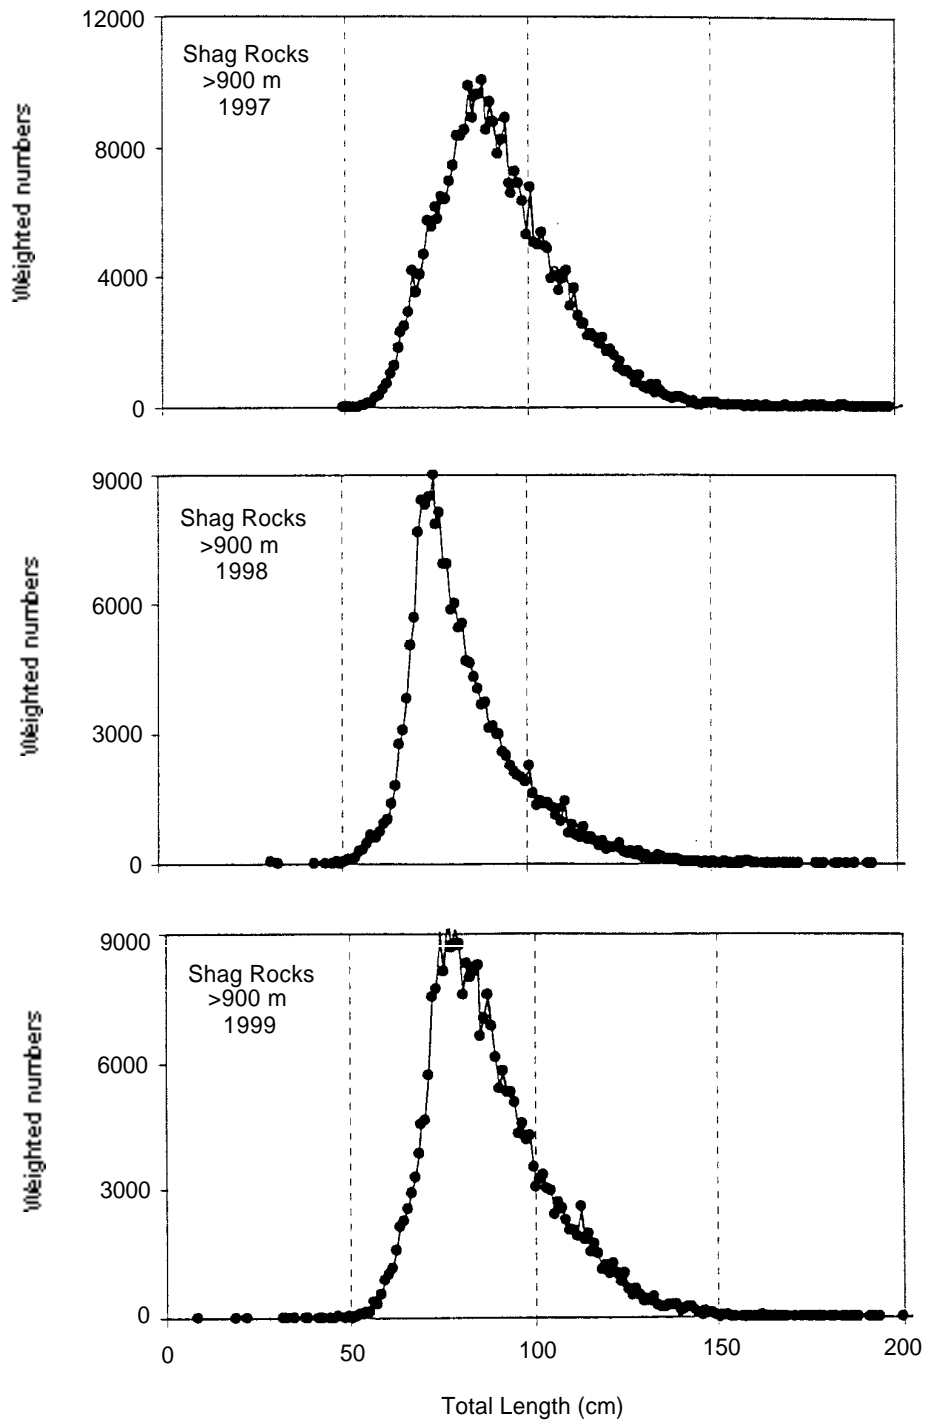 12000
8000
4000
0
Weighted numbers
Shag Rocks
>900 m
1997
9000
6000
3000
0
Weighted numbers
Shag Rocks
>900 m
1998
9000
6000
3000
0
Weighted numbers
Shag Rocks
>900 m
1999
0 50 100 150 200
Total Length (cm)